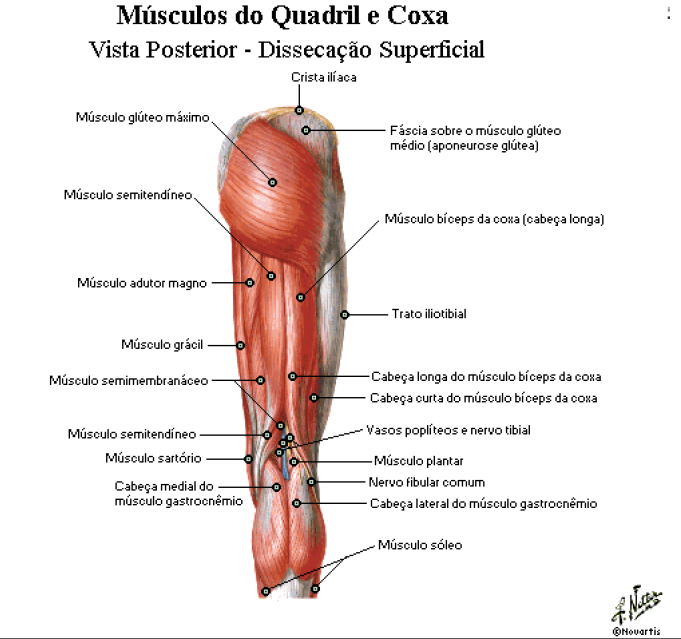 Músculos do Quadril e Coxa
Vista Posterior - Dissecação Superficial
Crista ilíaca
Músculo glúteo máximo
Fáscia sobre o músculo glúteo
médio (aponeurose glútea)
Músculo semitendíneo
Músculo bíceps da coxa (cabeça longa)
Músculo adutor magno
Trato iliotibial
Músculo grácil
Músculo semimembranáceo
Cabeça longa do músculo bíceps da coxa
Cabeça curta do músculo bíceps da coxa
Músculo semitendíneo
Vasos poplíteos e nervo tibial
Músculo sartório
Músculo plantar
Cabeça medial do
músculo gastrocnêmio
Nervo fibular comum
Cabeça lateral do músculo gastrocnêmio
Músculo sóleo
F. Netter
©Novartis